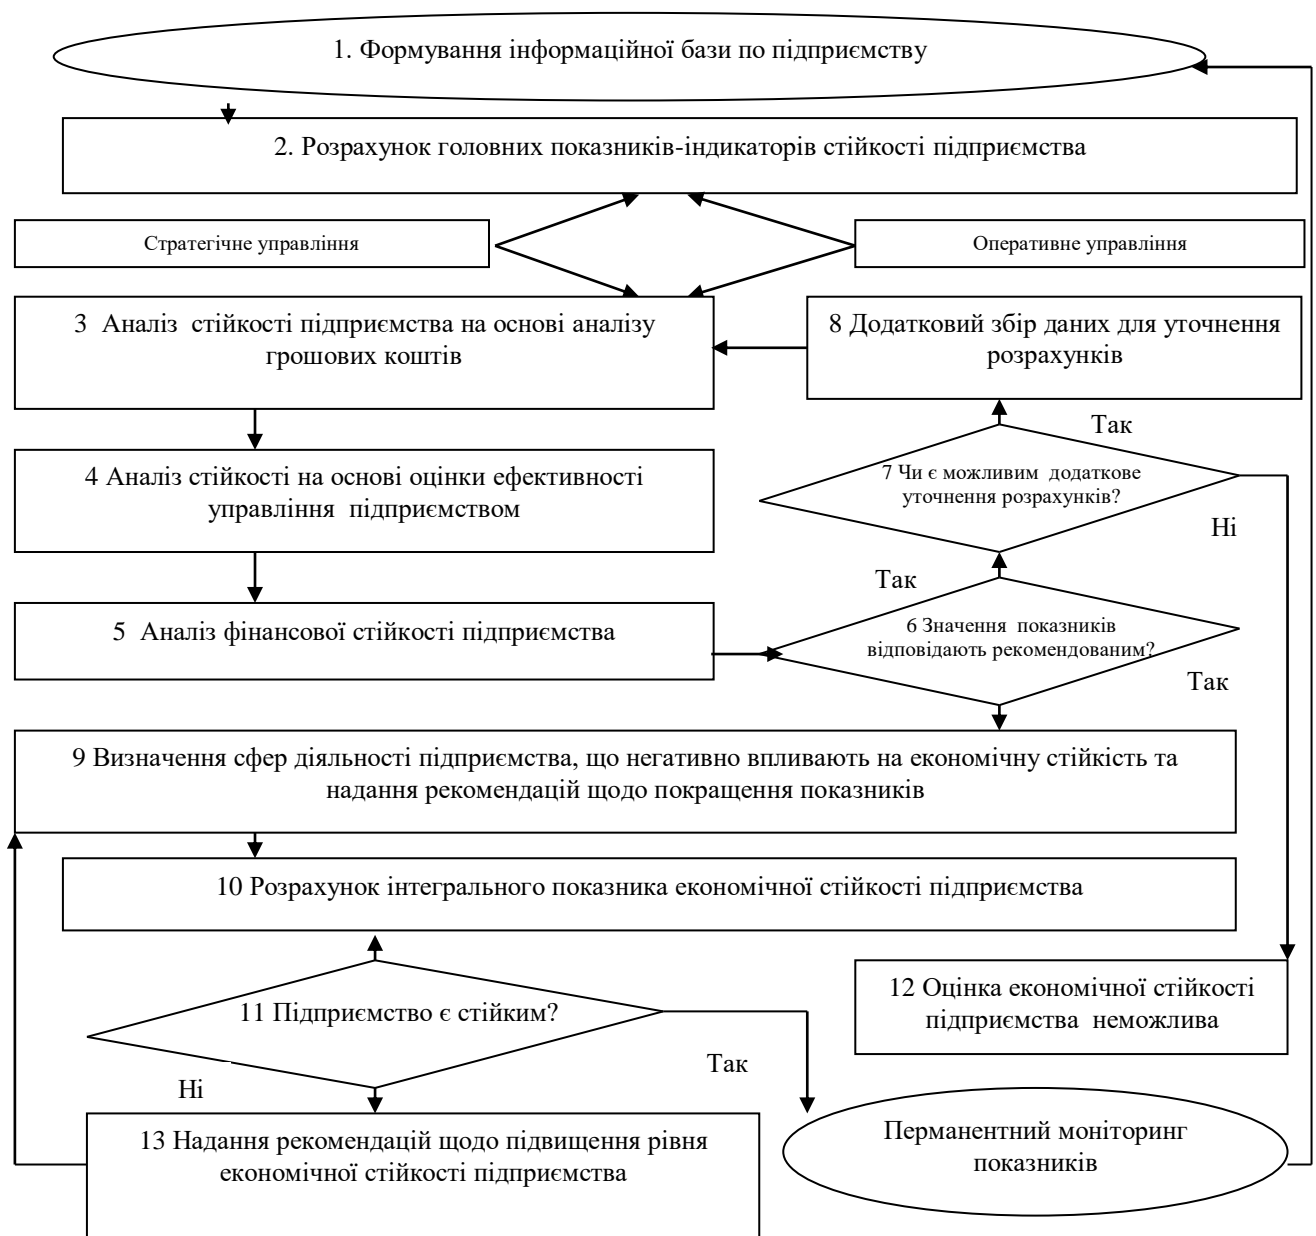 1. Формування інформаційної бази по підприємству
2. Розрахунок головних показників-індикаторів стійкості підприємства
Стратегічне управління
Оперативне управління
3 Аналіз стійкості підприємства на основі аналізу
грошових коштів
8 Додатковий збір даних для уточнення
розрахунків
Так
4 Аналіз стійкості на основі оцінки ефективності
управління підприємством
7 Чи є можливим додаткове
уточнення розрахунків?
Ні
Так
5 Аналіз фінансової стійкості підприємства
6 Значення показників
відповідають рекомендованим?
Так
9 Визначення сфер діяльності підприємства, що негативно впливають на економічну стійкість та
надання рекомендацій щодо покращення показників
10 Розрахунок інтегрального показника економічної стійкості підприємства
11 Підприємство є стійким?
12 Оцінка економічної стійкості
підприємства неможлива
Так
Ні
13 Надання рекомендацій щодо підвищення рівня
економічної стійкості підприємства
Перманентний моніторинг
показників